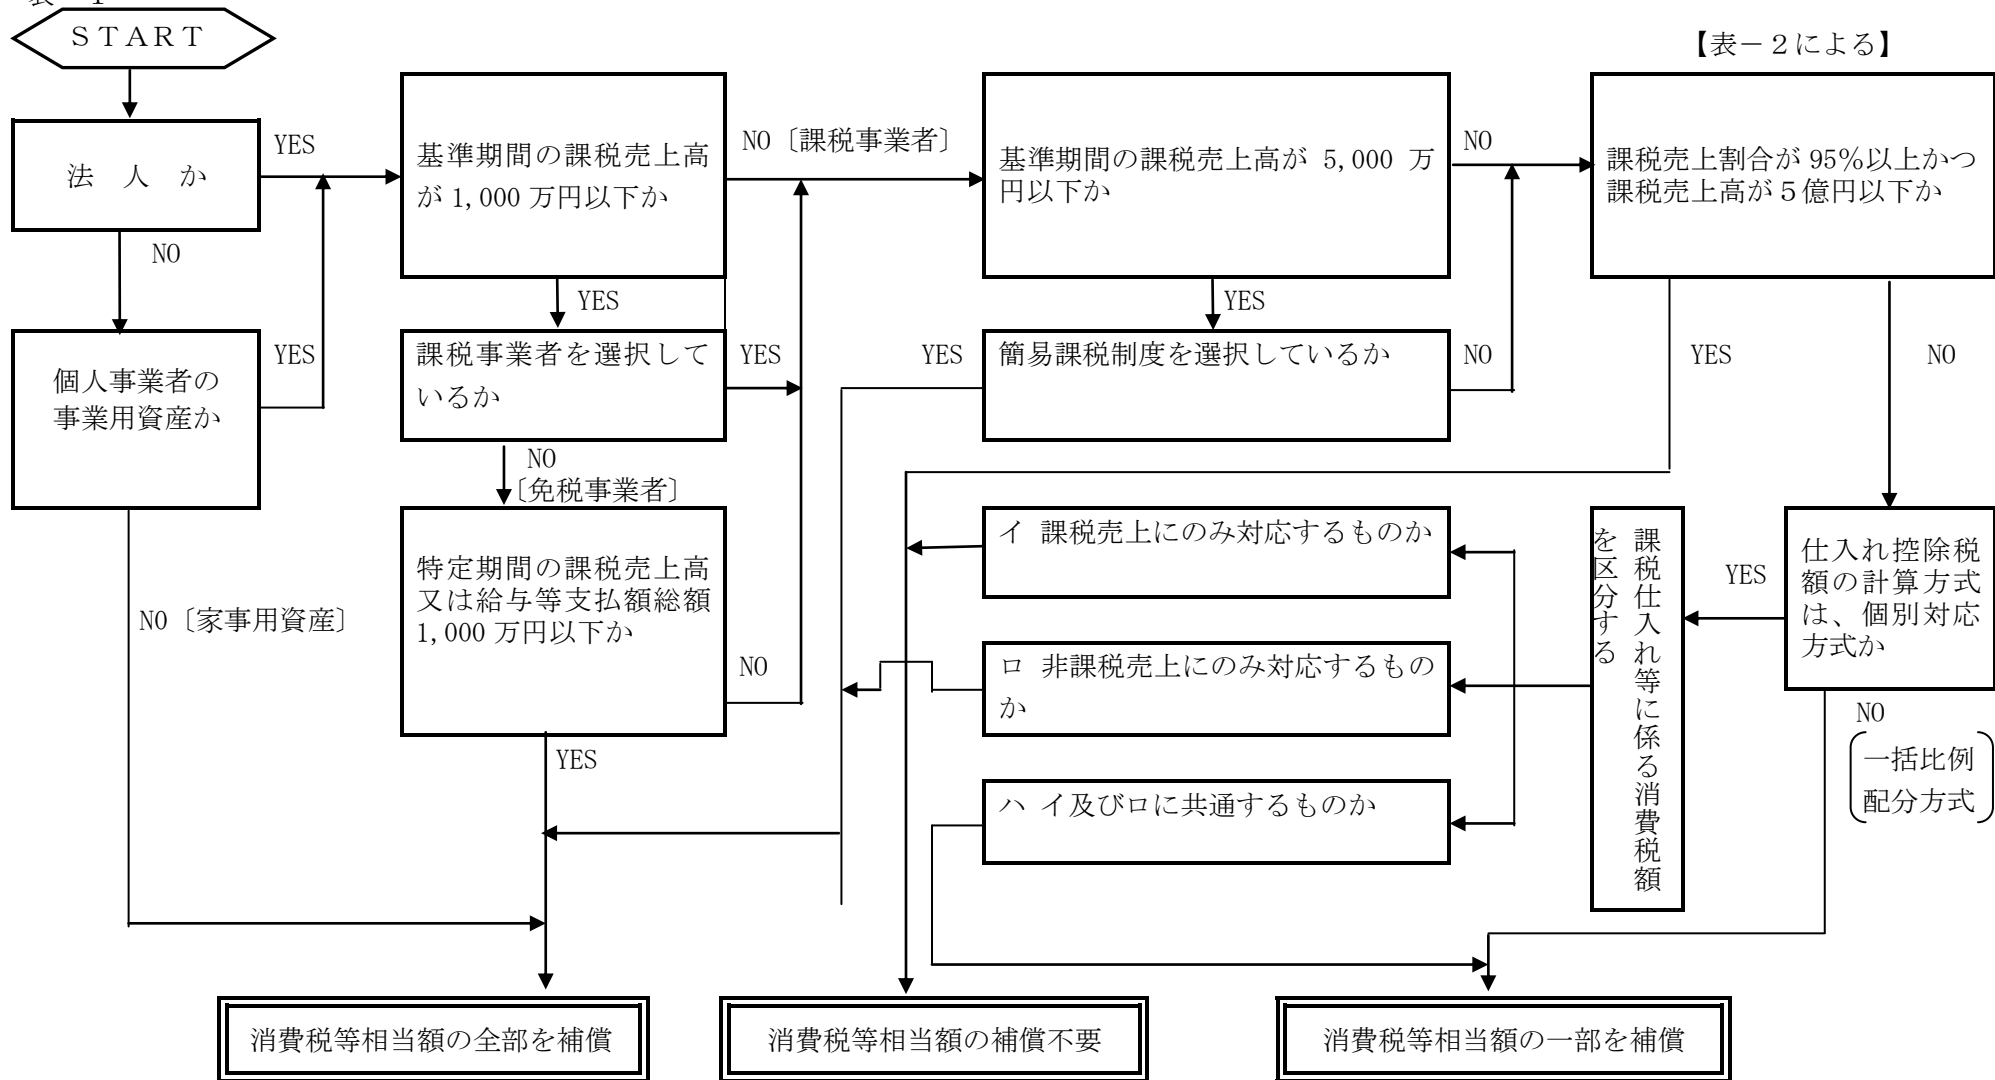 表－1
ＳＴＡＲＴ
【表－２による】
法　人　か
YES
NO
個人事業者の
事業用資産か
YES
NO〔家事用資産〕
基準期間の課税売上高
が 1,000 万円以下か
NO〔課税事業者〕
YES
課税事業者を選択して
いるか
YES
NO
〔免税事業者〕
特定期間の課税売上高
又は給与等支払額総額
1,000 万円以下か
NO
YES
基準期間の課税売上高が 5,000 万
円以下か
NO
YES
簡易課税制度を選択しているか
YES
NO
課税売上割合が 95％以上かつ
課税売上高が５億円以下か
YES
NO
仕入れ控除税
額の計算方式
は、個別対応
方式か
YES
NO
一括比例
配分方式
課税仕入れ等に係る消費税額
を区分する
イ 課税売上にのみ対応するものか
ロ 非課税売上にのみ対応するもの
か
ハ イ及びロに共通するものか
消費税等相当額の全部を補償
消費税等相当額の補償不要
消費税等相当額の一部を補償